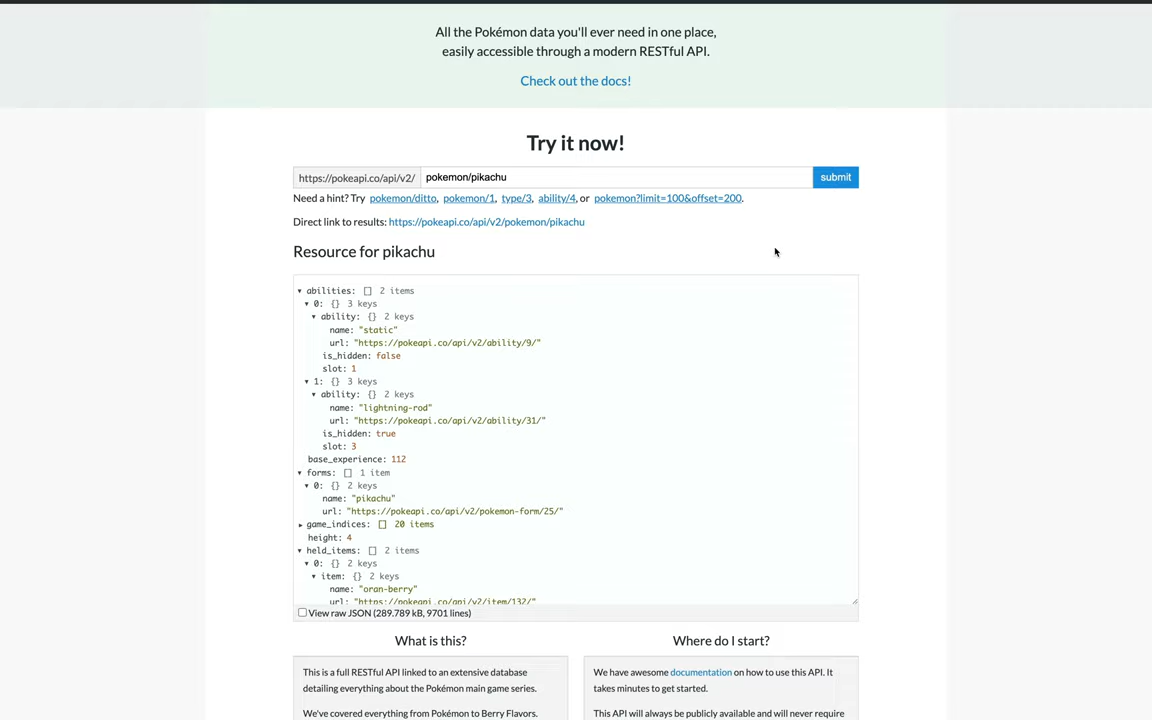 All the Pokémon data you'll ever need in one place,
easily accessible through a modern RESTful API.
Check out the docs!
Try it now!
https://pokeapi.co/api/v2/ pokemon/pikachu submit
Need a hint? Try pokemon/ditto, pokemon/1, type/3, ability/4, or pokemon?limit=100&offset=200.
Direct link to results: https://pokeapi.co/api/v2/pokemon/pikachu
Resource for pikachu
▾ abilities: [] 2 items
▾ 0: {} 3 keys
▾ ability: {} 2 keys
name: "static"
url: "https://pokeapi.co/api/v2/ability/9/"
is_hidden: false
slot: 1
▾ 1: {} 3 keys
▾ ability: {} 2 keys
name: "lightning-rod"
url: "https://pokeapi.co/api/v2/ability/31/"
is_hidden: true
slot: 3
base_experience: 112
▾ forms: [] 1 item
▾ 0: {} 2 keys
name: "pikachu"
url: "https://pokeapi.co/api/v2/pokemon-form/25/"
▸ game_indices: [] 20 items
height: 4
▾ held_items: [] 2 items
▾ 0: {} 2 keys
▾ item: {} 2 keys
name: "oran-berry"
url: "https://pokeapi.co/api/v2/item/132/"
View raw JSON (289.789 kB, 9701 lines)
What is this?
This is a full RESTful API linked to an extensive database
detailing everything about the Pokémon main game series.
We've covered everything from Pokémon to Berry Flavors.
Where do I start?
We have awesome documentation on how to use this API. It
takes minutes to get started.
This API will always be publicly available and will never require